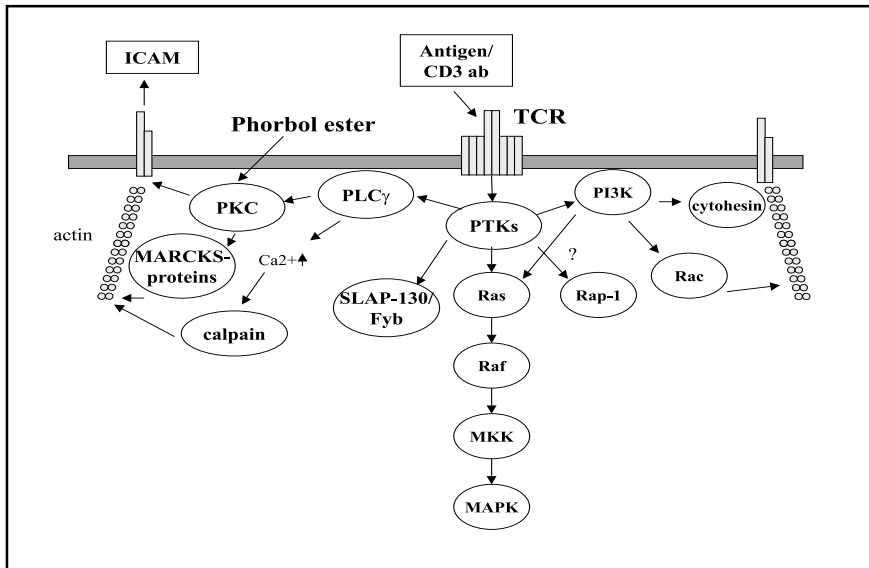 ICAM
Antigen/
CD3 ab
TCR
Phorbol ester
PKC
PLCγ
PTKs
PI3K
cytohesin
actin
MARCKS-
proteins
Ca2+
?
SLAP-130/
Fyb
Ras
Rap-1
Rac
calpain
Raf
MKK
MAPK